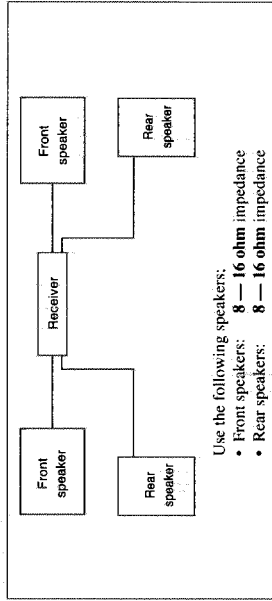 Front
speaker
Receiver
Front
speaker
Rear
speaker
Rear
speaker
Use the following speakers:
• Front speakers: 8 — 16 ohm impedance
• Rear speakers: 8 — 16 ohm impedance